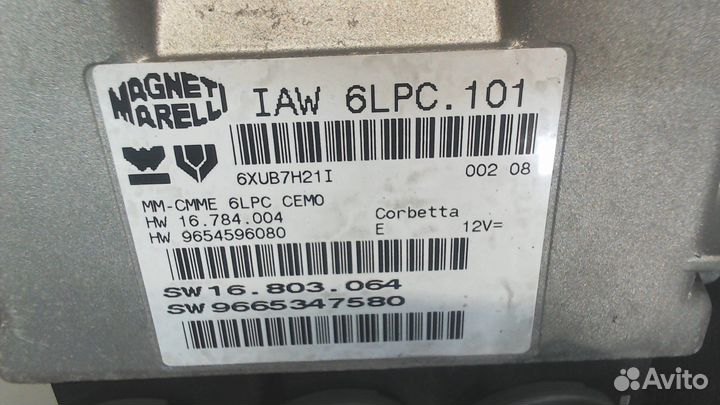 MAGNETI
MARELLI
IAW 6LPC.101
6XUB7H21I
002 08
MM-CMME 6LPC CEMO
HW 16.784.004
Corbetta
HW 9654596080
E 12V=
SW 16.803.064
SW 9665347580
Avito